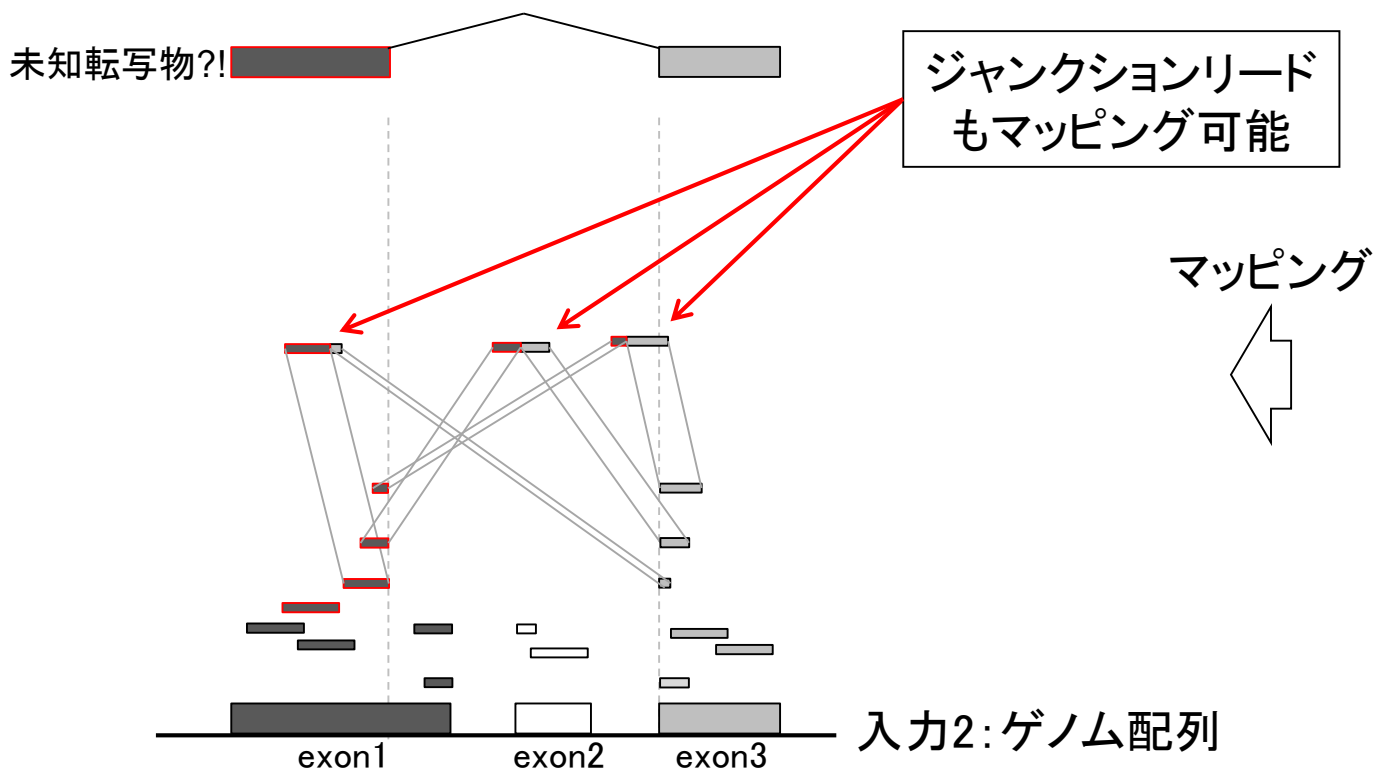 未知転写物?!
ジャンクションリード
もマッピング可能
マッピング
入力2：ゲノム配列
exon1
exon2
exon3